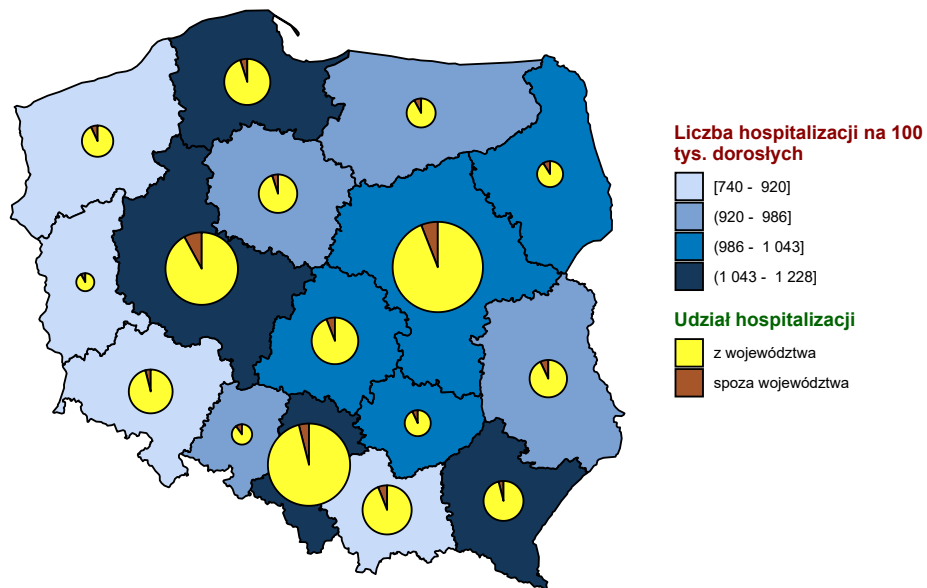 Liczba hospitalizacji na 100
tys. dorosłych
[740 - 920]
(920 - 986]
(986 - 1 043]
(1 043 - 1 228]
Udział hospitalizacji
z województwa
spoza województwa